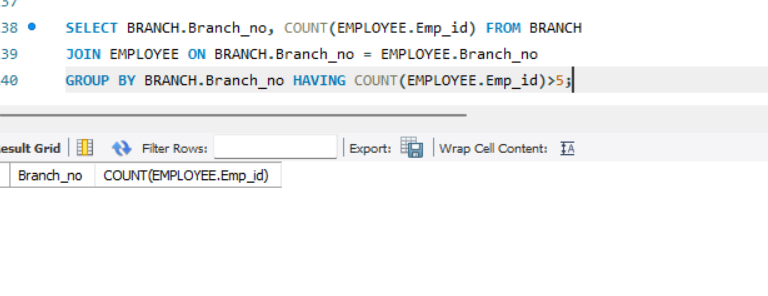 37
38 SELECT BRANCH.Branch_no, COUNT(EMPLOYEE.Emp_id) FROM BRANCH
39 JOIN EMPLOYEE ON BRANCH.Branch_no = EMPLOYEE.Branch_no
40 GROUP BY BRANCH.Branch_no HAVING COUNT(EMPLOYEE.Emp_id)>5;
esult Grid Filter Rows: Export: Wrap Cell Content: IA
Branch_no COUNT(EMPLOYEE.Emp_id)